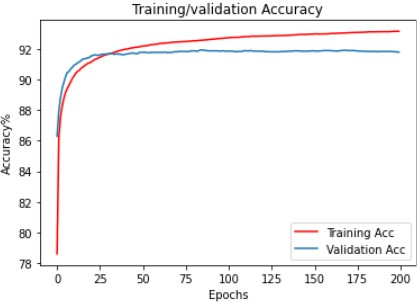 Training/validation Accuracy
Accuracy%
92
90
88
86
84
82
80
78
0 25 50 75 100 125 150 175 200
Epochs
Training Acc
Validation Acc